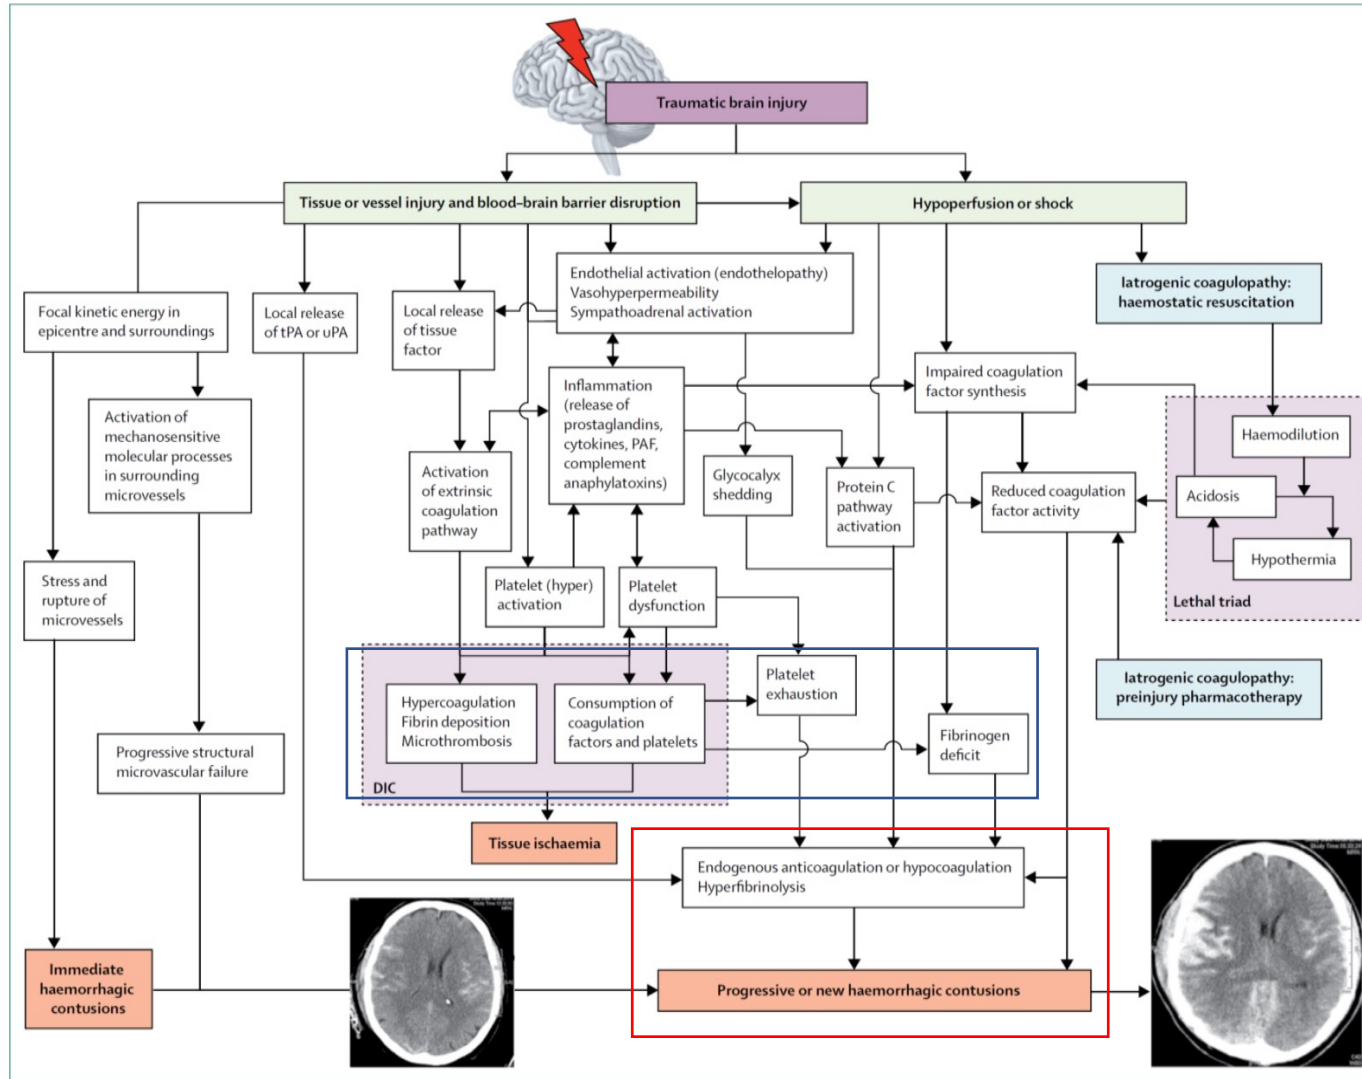 Traumatic brain injury
Tissue or vessel injury and blood–brain barrier disruption
Hypoperfusion or shock
Focal kinetic energy in
epicentre and surroundings
Local release
of tPA or uPA
Local release
of tissue
factor
Endothelial activation (endothelopathy)
Vasohyperpermeability
Sympathoadrenal activation
Iatrogenic coagulopathy:
haemostatic resuscitation
Activation of
mechanosensitive
molecular processes
in surrounding
microvessels
Activation
of extrinsic
coagulation
pathway
Inflammation
(release of
prostaglandins,
cytokines, PAF,
complement
anaphylatoxins)
Glycocalyx
shedding
Protein C
pathway
activation
Impaired coagulation
factor synthesis
Reduced coagulation
factor activity
Haemodilution
Acidosis
Hypothermia
Lethal triad
Stress and
rupture of
microvessels
Platelet (hyper)
activation
Platelet
dysfunction
Platelet
exhaustion
Iatrogenic coagulopathy:
preinjury pharmacotherapy
Hypercoagulation
Fibrin deposition
Microthrombosis
Consumption of
coagulation
factors and platelets
Fibrinogen
deficit
DIC
Progressive structural
microvascular failure
Tissue ischaemia
Endogenous anticoagulation or hypocoagulation
Hyperfibrinolysis
Immediate
haemorrhagic
contusions
Progressive or new haemorrhagic contusions